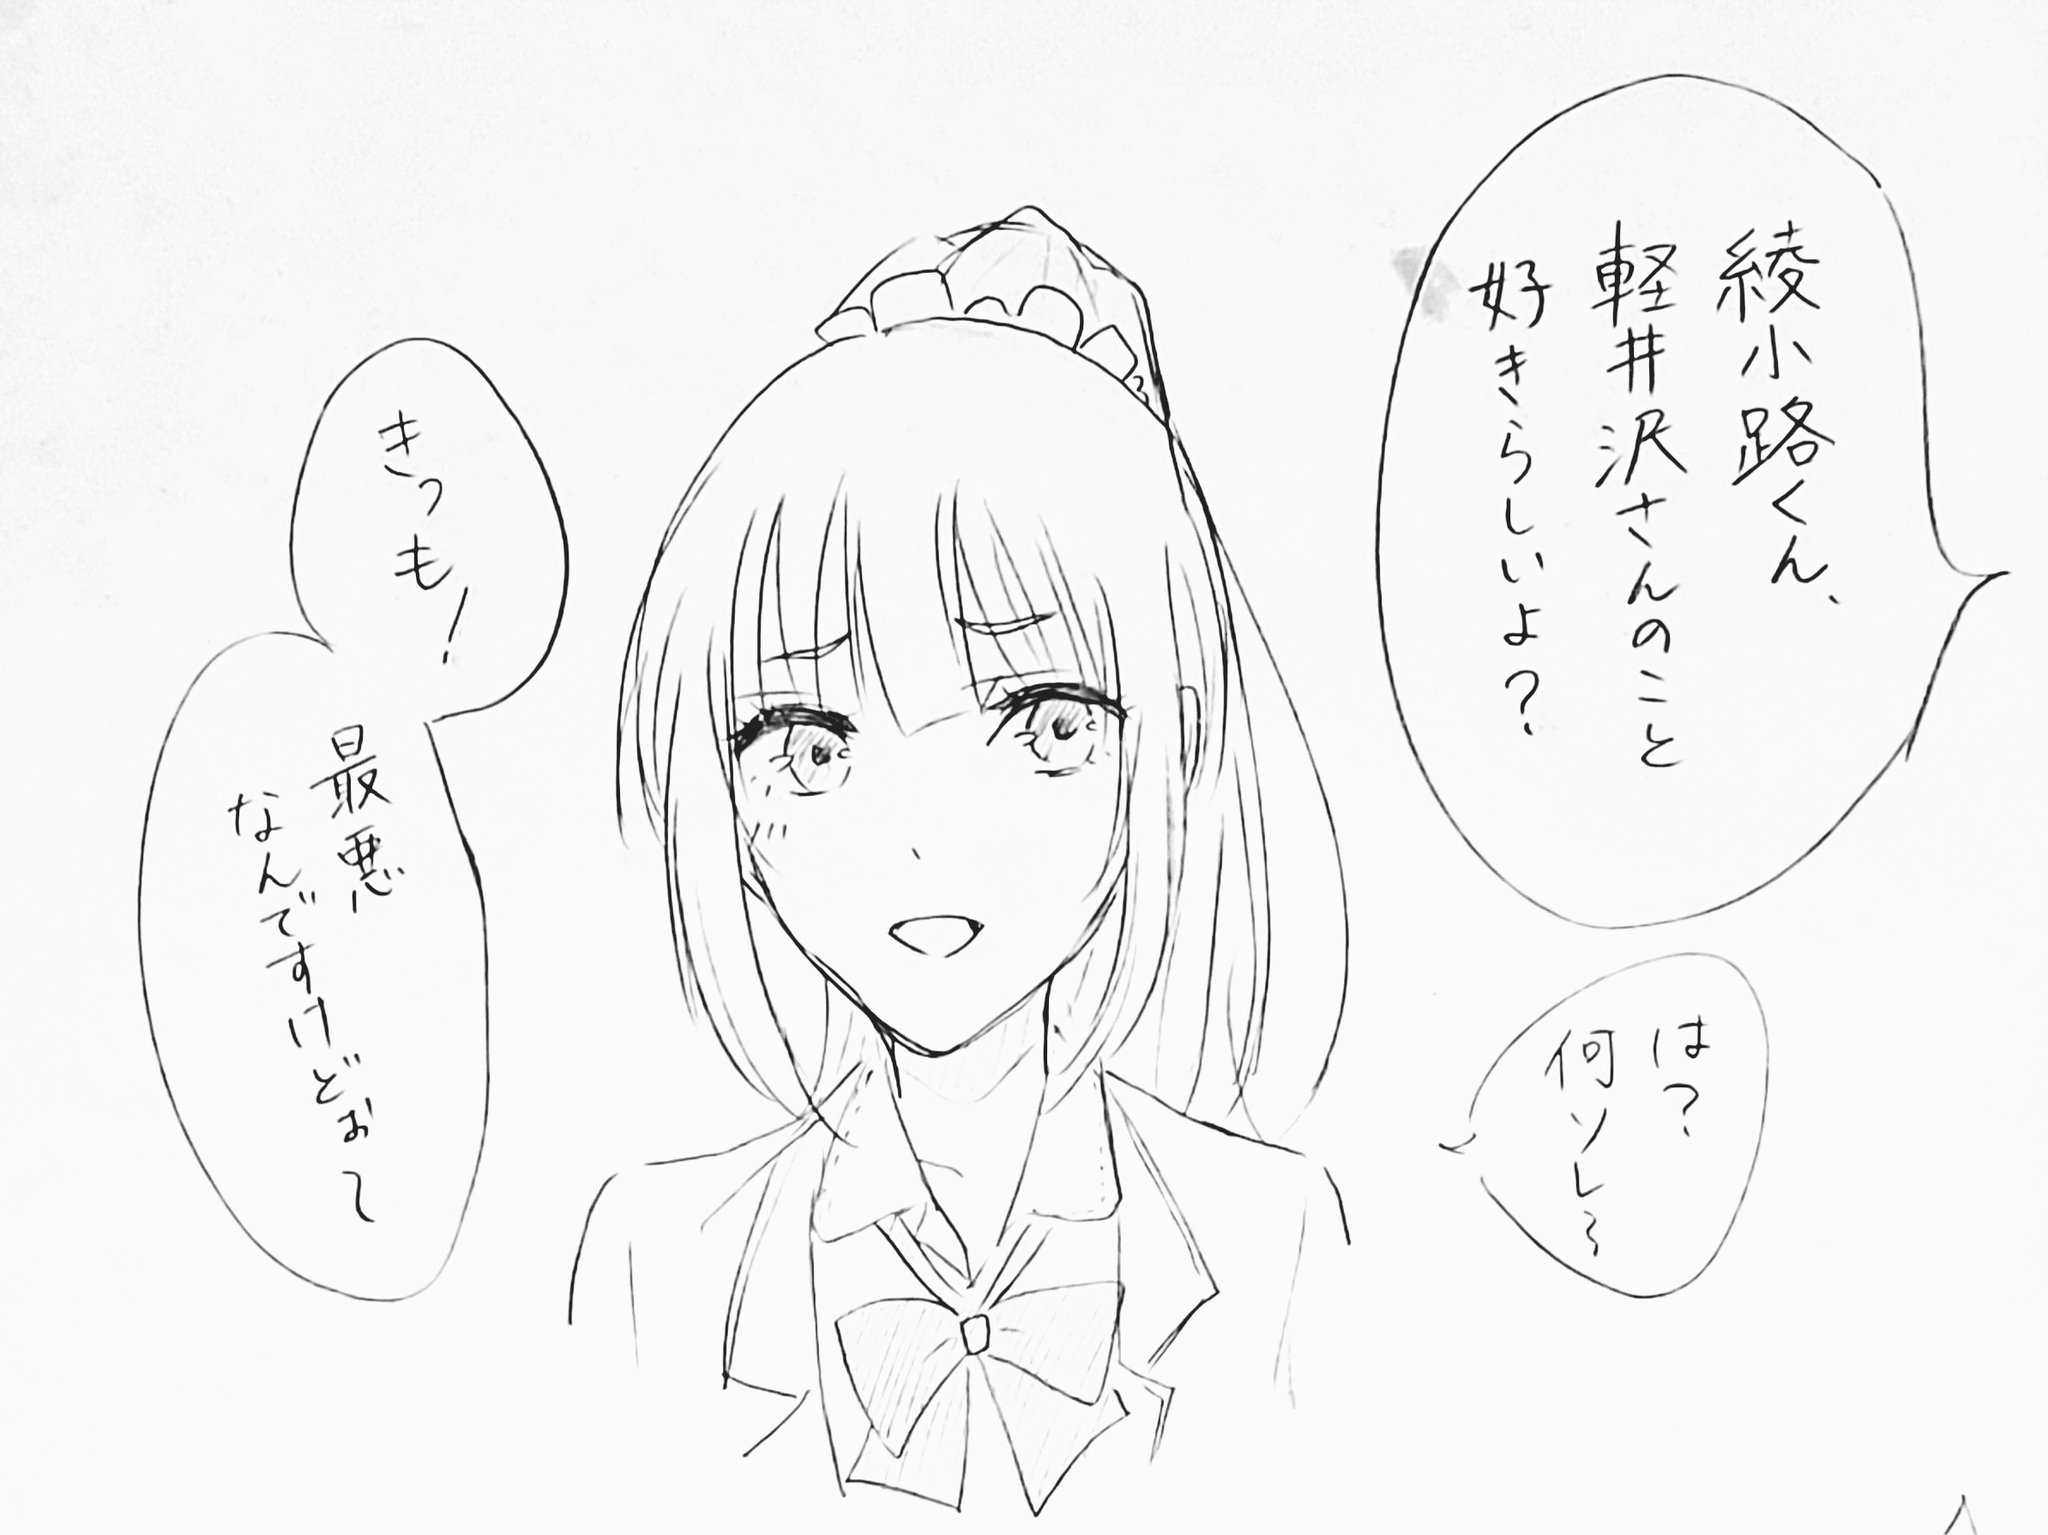 綾小路くん、
軽井沢さんのこと
好きらしいよ?
は?
何ソレ〜
きっも!
最悪
なんですけどぉ〜